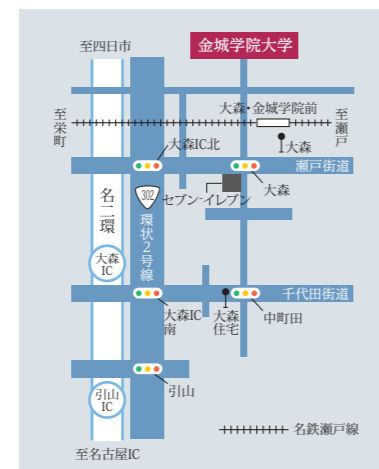 至四日市
金城学院大学
大森・金城学院前
至栄町
至瀬戸
大森
大森IC北
瀬戸街道
大森
302
セブン-イレブン
名二環
環状2号線
大森
IC
千代田街道
大森IC
南
大森
住宅
中町田
引山
引山
IC
名鉄瀬戸線
至名古屋IC